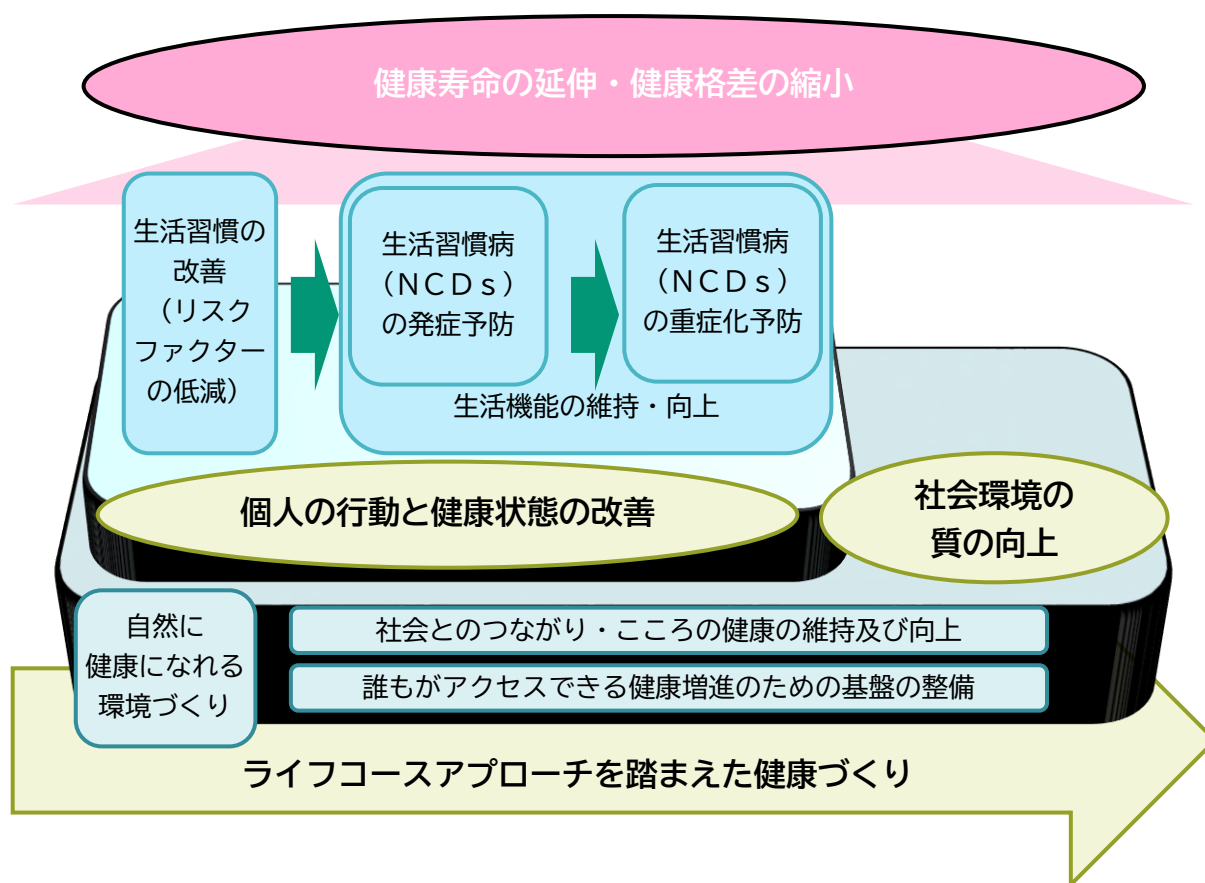 健康寿命の延伸・健康格差の縮小
生活習慣の
改善
（リスク
ファクター
の低減）
生活習慣病
（ＮＣＤｓ）
の発症予防
生活習慣病
（ＮＣＤｓ）
の重症化予防
生活機能の維持・向上
個人の行動と健康状態の改善
社会環境の
質の向上
自然に
健康になれる
環境づくり
社会とのつながり・こころの健康の維持及び向上
誰もがアクセスできる健康増進のための基盤の整備
ライフコースアプローチを踏まえた健康づくり